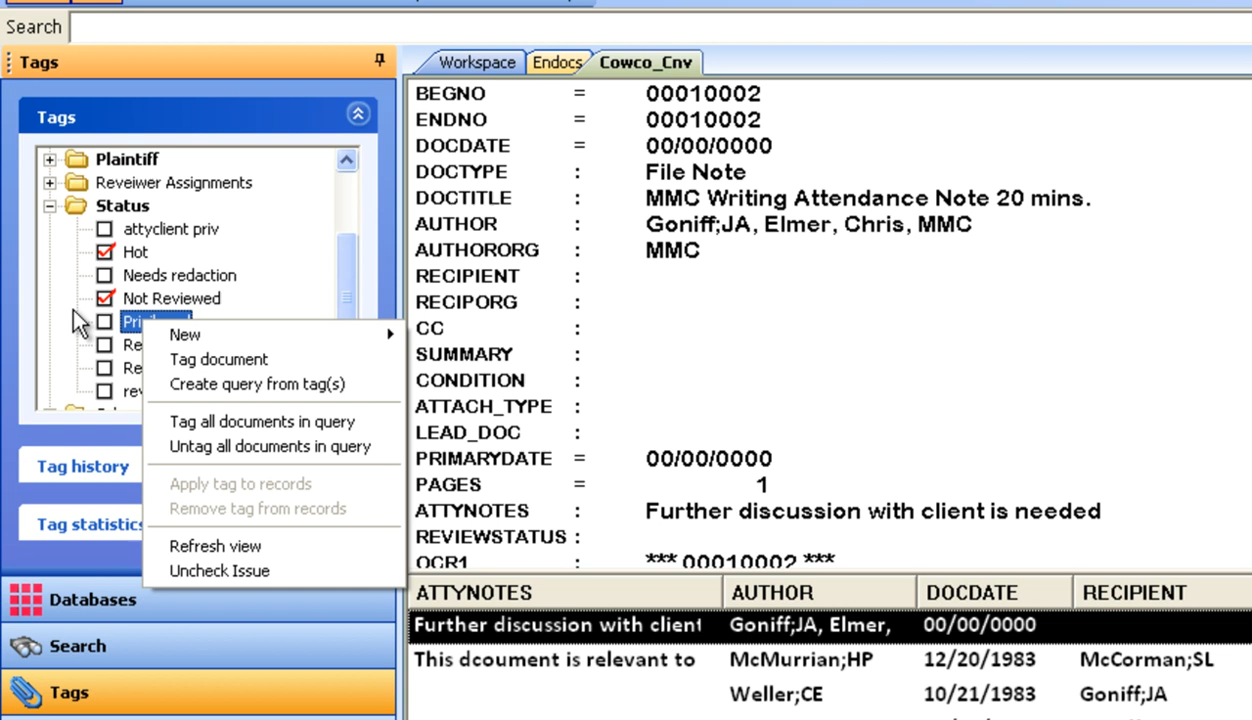 Search
Tags
Tags
Plaintiff
Reveiwer Assignments
Status
attyclient priv
Hot
Needs redaction
Not Reviewed
New
Tag document
Create query from tag(s)
Tag all documents in query
Untag all documents in query
Apply tag to records
Remove tag from records
Refresh view
Uncheck Issue
Tag history
Tag statistics
Databases
Search
Tags
Workspace Endocs Cowco_Cnv
BEGNO = 00010002
ENDNO = 00010002
DOCDATE = 00/00/0000
DOCTYPE : File Note
DOCTITLE : MMC Writing Attendance Note 20 mins.
AUTHOR : Goniff;JA, Elmer, Chris, MMC
AUTHORORG : MMC
RECIPIENT :
RECIPORG :
CC :
SUMMARY :
CONDITION :
ATTACH_TYPE :
LEAD_DOC :
PRIMARYDATE = 00/00/0000
PAGES = 1
ATTYNOTES : Further discussion with client is needed
REVIEWSTATUS :
OCR1 : *** 00010002 ***
ATTYNOTES AUTHOR DOCDATE RECIPIENT
Further discussion with client Goniff;JA, Elmer, 00/00/0000
This dcoument is relevant to McMurrian;HP 12/20/1983 McCorman;SL
Weller;CE 10/21/1983 Goniff;JA